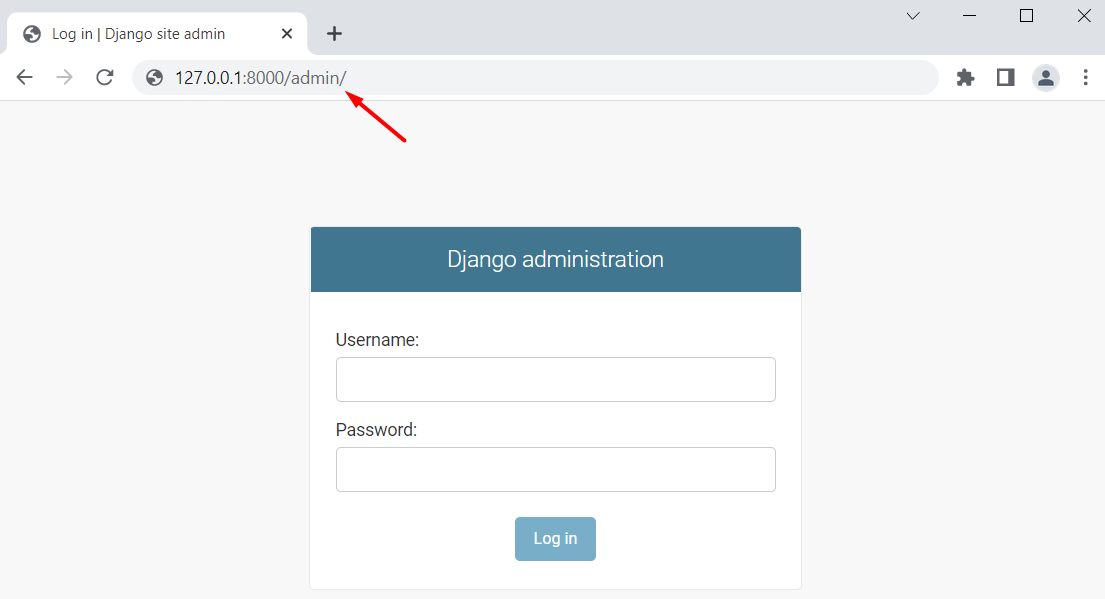 Log in | Django site admin
127.0.0.1:8000/admin/
Django administration
Username:
Password:
Log in